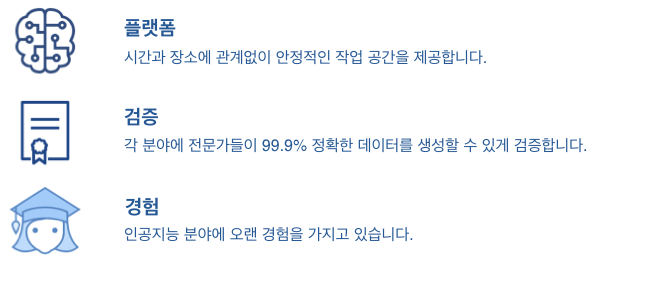 플랫폼
시간과 장소에 관계없이 안정적인 작업 공간을 제공합니다.
검증
각 분야에 전문가들이 99.9% 정확한 데이터를 생성할 수 있게 검증합니다.
경험
인공지능 분야에 오랜 경험을 가지고 있습니다.